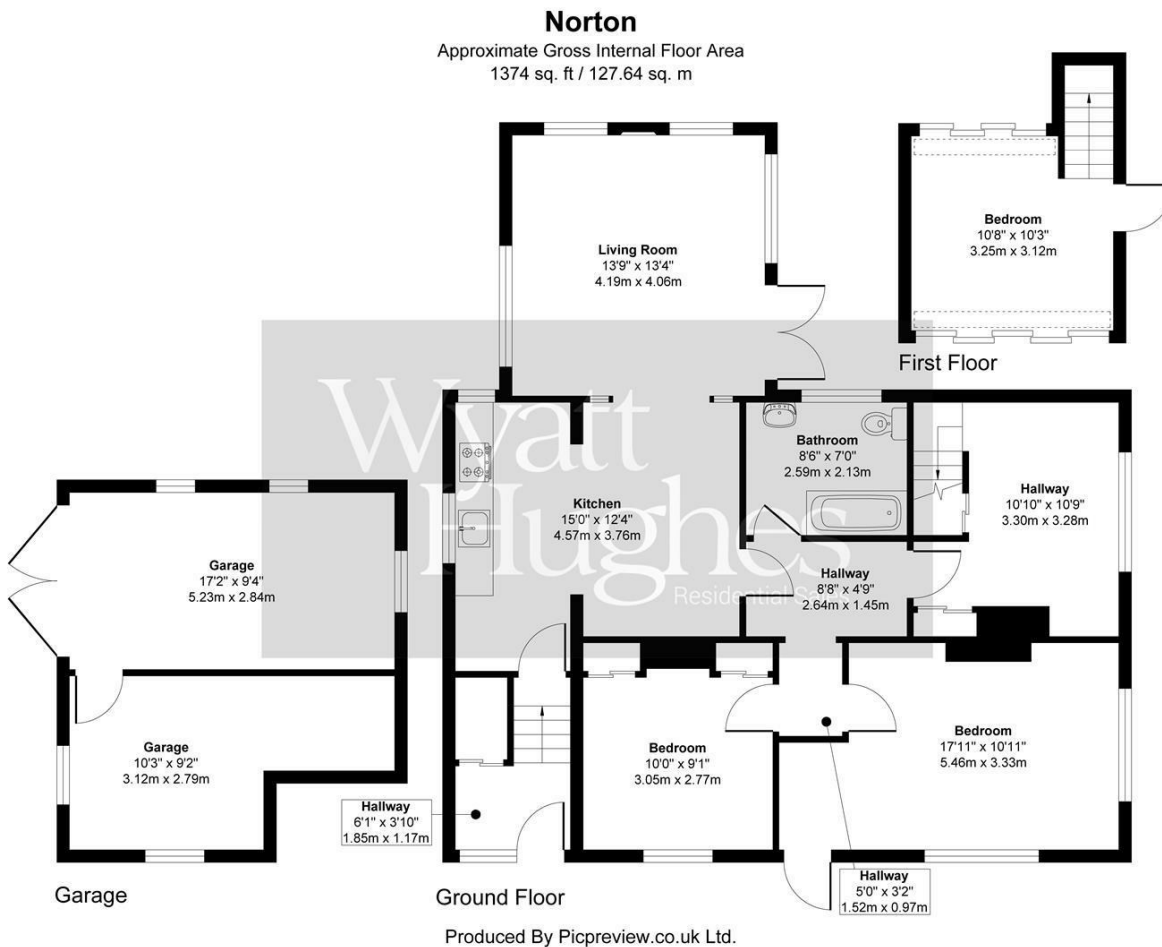 Norton
Approximate Gross Internal Floor Area
1374 sq. ft / 127.64 sq. m
Living Room
13'9" x 13'4"
4.19m x 4.06m
Bedroom
10'8" x 10'3"
3.25m x 3.12m
First Floor
Wyatt
Hughes
Residential Sales
Bathroom
8'6" x 7'0"
2.59m x 2.13m
Kitchen
15'0" x 12'4"
4.57m x 3.76m
Hallway
10'10" x 10'9"
3.30m x 3.28m
Garage
17'2" x 9'4"
5.23m x 2.84m
Hallway
8'8" x 4'9"
2.64m x 1.45m
Garage
10'3" x 9'2"
3.12m x 2.79m
Bedroom
10'0" x 9'1"
3.05m x 2.77m
Bedroom
17'11" x 10'11"
5.46m x 3.33m
Hallway
6'1" x 3'10"
1.85m x 1.17m
Hallway
5'0" x 3'2"
1.52m x 0.97m
Garage
Ground Floor
Produced By Picpreview.co.uk Ltd.